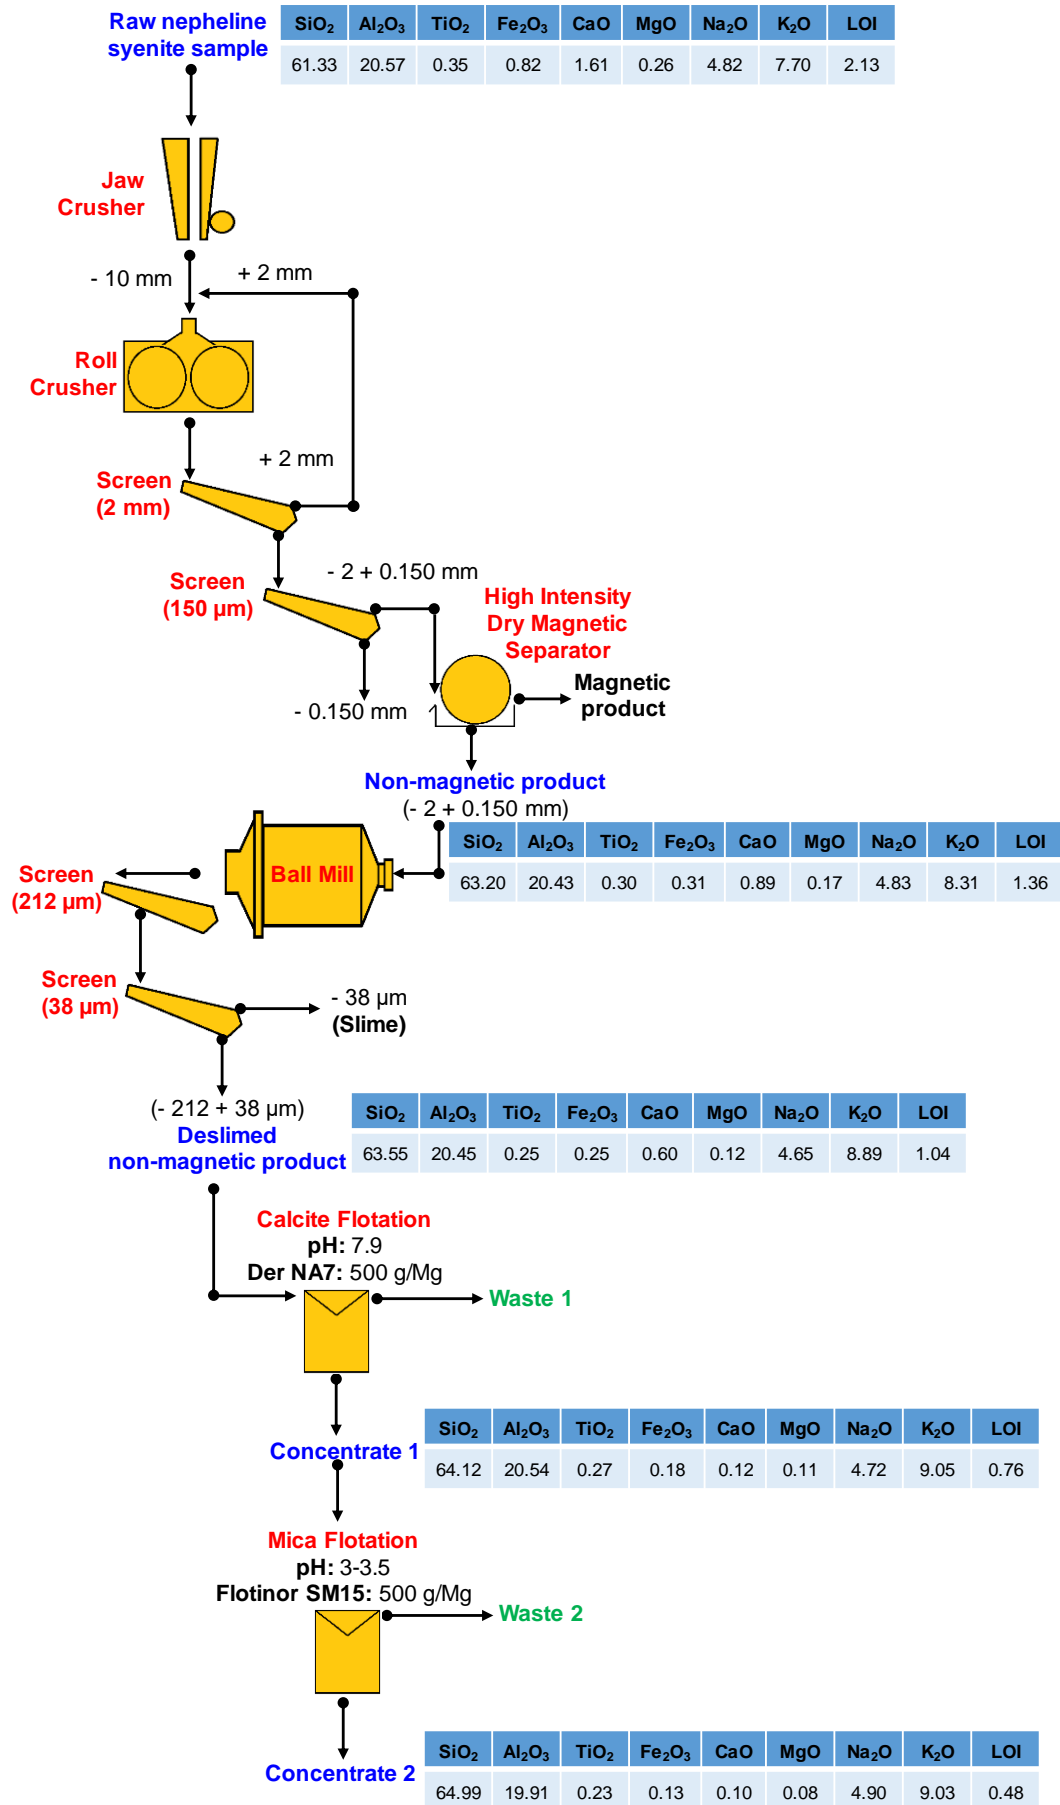 Raw nepheline
syenite sample
SiO₂ Al₂O₃ TiO₂ Fe₂O₃ CaO MgO Na₂O K₂O LOI
61.33 20.57 0.35 0.82 1.61 0.26 4.82 7.70 2.13
Jaw
Crusher
- 10 mm
+ 2 mm
Roll
Crusher
+ 2 mm
Screen
(2 mm)
- 2 + 0.150 mm
Screen
(150 µm)
High Intensity
Dry Magnetic
Separator
- 0.150 mm
Magnetic
product
Non-magnetic product
(- 2 + 0.150 mm)
SiO₂ Al₂O₃ TiO₂ Fe₂O₃ CaO MgO Na₂O K₂O LOI
63.20 20.43 0.30 0.31 0.89 0.17 4.83 8.31 1.36
Ball Mill
Screen
(212 µm)
Screen
(38 µm)
- 38 µm
(Slime)
(- 212 + 38 µm)
Deslimed
non-magnetic product
SiO₂ Al₂O₃ TiO₂ Fe₂O₃ CaO MgO Na₂O K₂O LOI
63.55 20.45 0.25 0.25 0.60 0.12 4.65 8.89 1.04
Calcite Flotation
pH: 7.9
Der NA7: 500 g/Mg
Waste 1
Concentrate 1
SiO₂ Al₂O₃ TiO₂ Fe₂O₃ CaO MgO Na₂O K₂O LOI
64.12 20.54 0.27 0.18 0.12 0.11 4.72 9.05 0.76
Mica Flotation
pH: 3-3.5
Flotinor SM15: 500 g/Mg
Waste 2
Concentrate 2
SiO₂ Al₂O₃ TiO₂ Fe₂O₃ CaO MgO Na₂O K₂O LOI
64.99 19.91 0.23 0.13 0.10 0.08 4.90 9.03 0.48